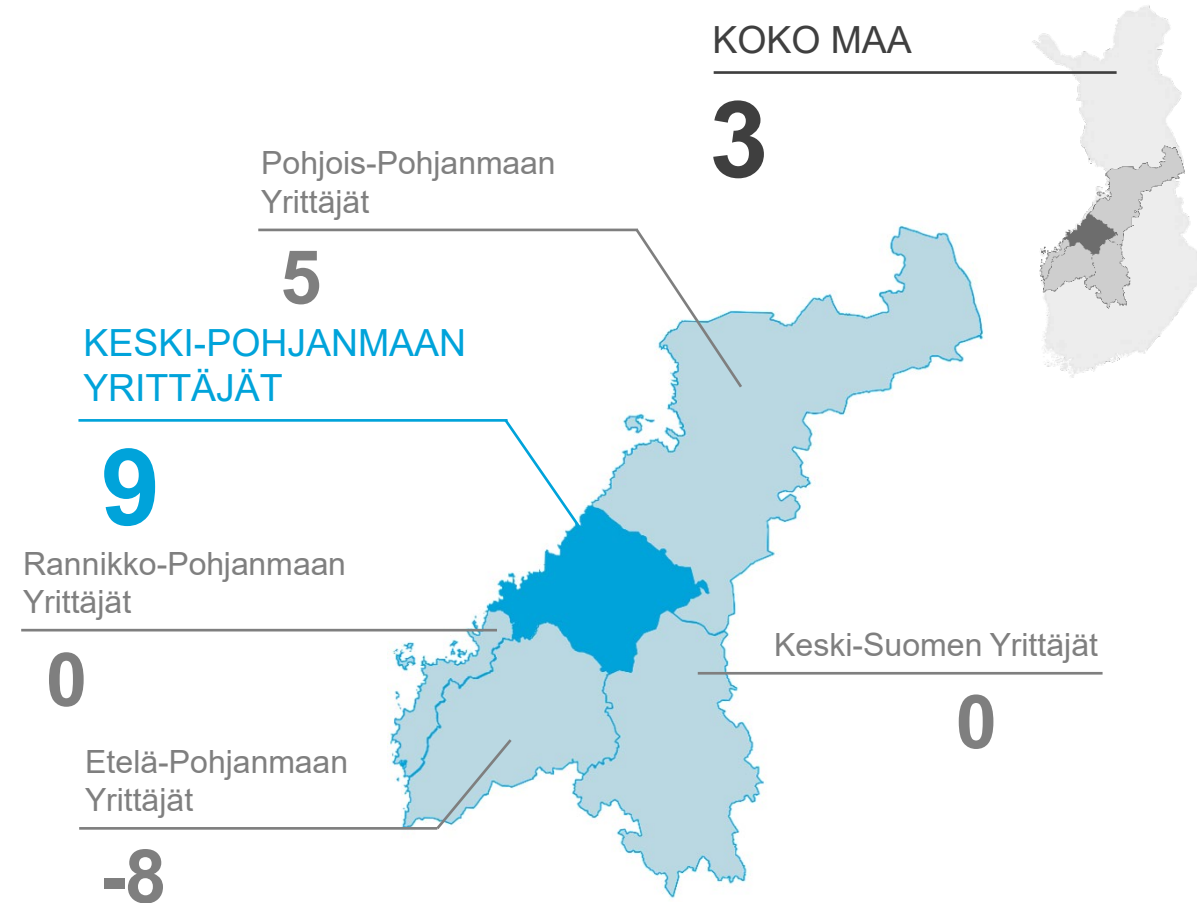 KOKO MAA
3
Pohjois-Pohjanmaan
Yrittäjät
5
KESKI-POHJANMAAN
YRITTÄJÄT
9
Rannikko-Pohjanmaan
Yrittäjät
0
Keski-Suomen Yrittäjät
0
Etelä-Pohjanmaan
Yrittäjät
-8